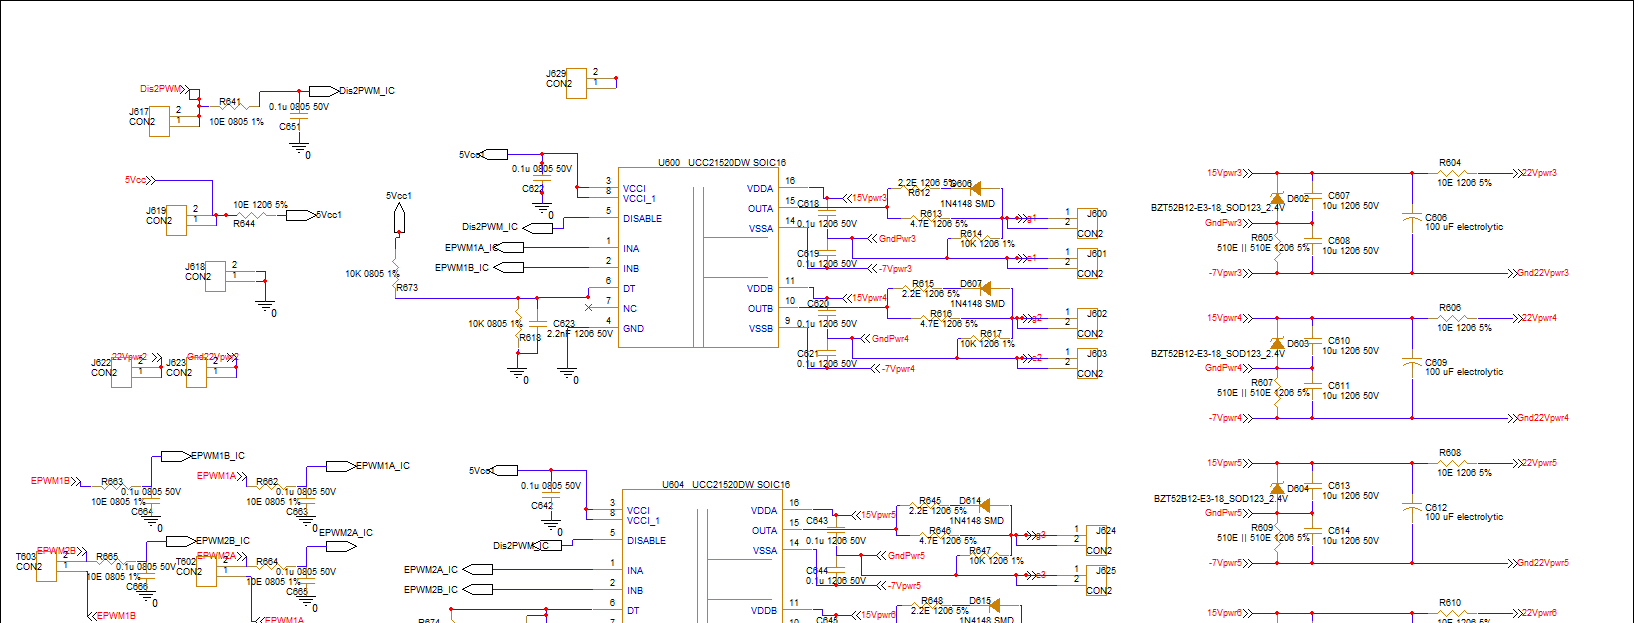 Dis2PWM
J617
CON2
2
1
R641
10E 0805 1%
0.1u 0805 50V
C651
0
Dis2PWM_IC
J629
CON2
2
1
5Vcc
J619
CON2
2
1
10E 1206 5%
R644
5Vcc1
J618
CON2
2
1
0
5Vcc1
10K 0805 1%
R673
22Vpwr2
J622
CON2
2
1
Gnd22Vpwr2
J623
CON2
2
1
5Vcc1
0.1u 0805 50V
C622
0
Dis2PWM_IC
EPWM1A_IC
EPWM1B_IC
10K 0805 1%
R618
C623
2.2nF 1206 50V
0
0
U600 UCC21520DW SOIC16
3 VCCI
8 VCCI_1
5 DISABLE
1 INA
2 INB
6 DT
7 NC
4 GND
VDDA 16
OUTA 15
VSSA 14
VDDB 11
OUTB 10
VSSB 9
15Vpwr3
C618
0.1u 1206 50V
GndPwr3
C619
0.1u 1206 50V
-7Vpwr3
2.2E 1206 5%
R612
D606
1N4148 SMD
R613
4.7E 1206 5%
R614
10K 1206 1%
g1
e1
1
2
J600
CON2
1
2
J601
CON2
15Vpwr4
C620
0.1u 1206 50V
GndPwr4
C621
0.1u 1206 50V
-7Vpwr4
R615
2.2E 1206 5%
D607
1N4148 SMD
R616
4.7E 1206 5%
R617
10K 1206 1%
g2
e2
1
2
J602
CON2
1
2
J603
CON2
15Vpwr3
D602
BZT52B12-E3-18_SOD123_2.4V
GndPwr3
R605
510E || 510E 1206 5%
-7Vpwr3
C607
10u 1206 50V
C608
10u 1206 50V
R604
10E 1206 5%
C606
100 uF electrolytic
22Vpwr3
Gnd22Vpwr3
15Vpwr4
D603
BZT52B12-E3-18_SOD123_2.4V
GndPwr4
R607
510E || 510E 1206 5%
-7Vpwr4
C610
10u 1206 50V
C611
10u 1206 50V
R606
10E 1206 5%
C609
100 uF electrolytic
22Vpwr4
Gnd22Vpwr4
15Vpwr5
D604
BZT52B12-E3-18_SOD123_2.4V
GndPwr5
R609
510E || 510E 1206 5%
-7Vpwr5
C613
10u 1206 50V
C614
10u 1206 50V
R608
10E 1206 5%
C612
100 uF electrolytic
22Vpwr5
Gnd22Vpwr5
15Vpwr6
R610
10E 1206 5%
22Vpwr6
EPWM1B
R663
10E 0805 1%
0.1u 0805 50V
C664
0
EPWM1B_IC
EPWM1A
R662
10E 0805 1%
0.1u 0805 50V
C663
0
EPWM1A_IC
EPWM2B
T603
CON2
2
1
R665
10E 0805 1%
0.1u 0805 50V
C666
0
EPWM2B_IC
EPWM1B
EPWM2A
T602
CON2
2
1
R664
10E 0805 1%
0.1u 0805 50V
C665
0
EPWM2A_IC
EPWM1A
5Vcc1
0.1u 0805 50V
C642
0
Dis2PWM_IC
EPWM2A_IC
EPWM2B_IC
R674
U604 UCC21520DW SOIC16
3 VCCI
8 VCCI_1
5 DISABLE
1 INA
2 INB
6 DT
7
VDDA 16
OUTA 15
VSSA 14
VDDB 11
15Vpwr5
C643
0.1u 1206 50V
GndPwr5
C644
0.1u 1206 50V
-7Vpwr5
R645
2.2E 1206 5%
D614
1N4148 SMD
R646
4.7E 1206 5%
R647
10K 1206 1%
g3
e3
1
2
J624
CON2
1
2
J625
CON2
15Vpwr6
C645
R648
2.2E 1206 5%
D615
1N4148 SMD